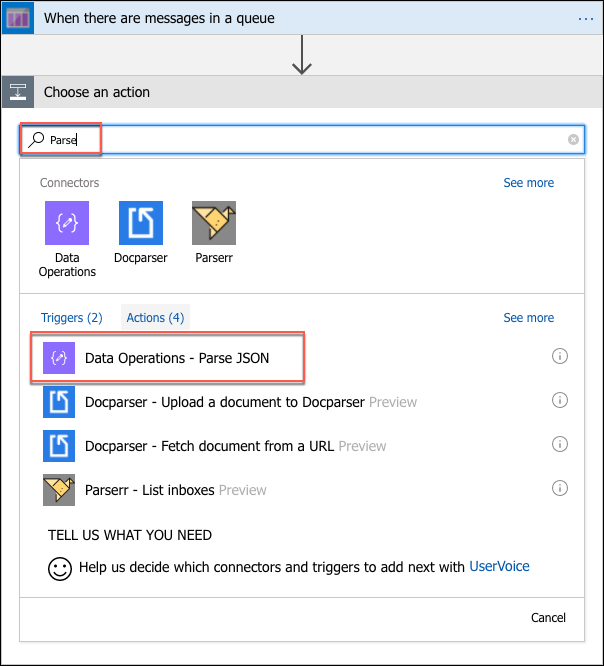 When there are messages in a queue
...
Choose an action
Parse
Connectors
See more
Data
Operations
Docparser
Parserr
Triggers (2)
Actions (4)
See more
Data Operations - Parse JSON
Docparser - Upload a document to Docparser Preview
Docparser - Fetch document from a URL Preview
Parserr - List inboxes Preview
TELL US WHAT YOU NEED
Help us decide which connectors and triggers to add next with UserVoice
Cancel